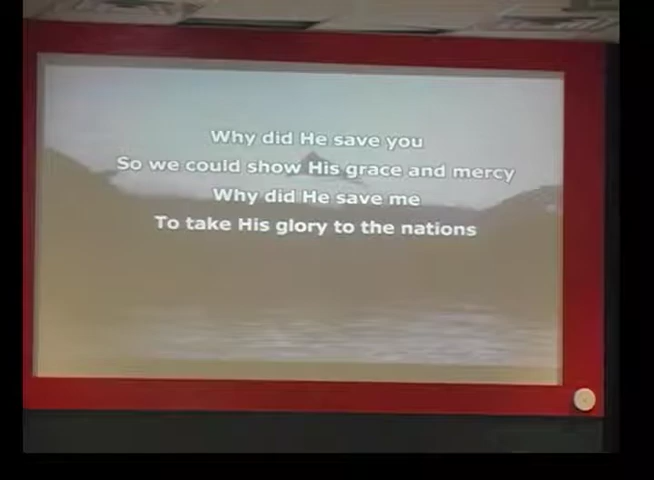 Why did He save you
So we could show His grace and mercy
Why did He save me
To take His glory to the nations